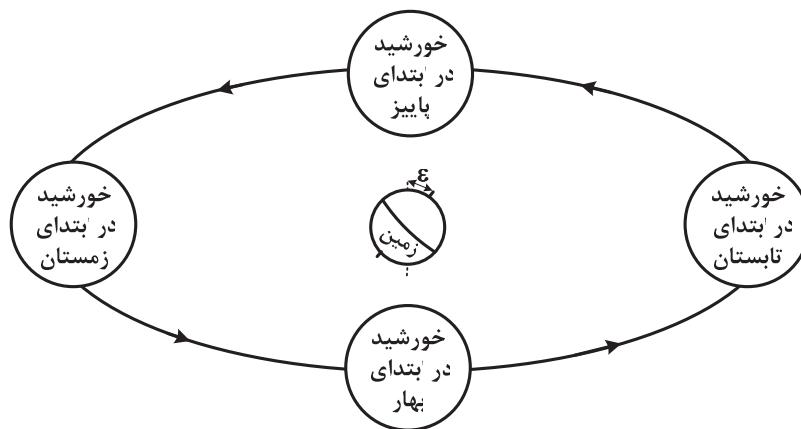 خورشید
در ابتدای
پاییز
ε
خورشید
در ابتدای
تابستان
زمین
خورشید
در ابتدای
زمستان
خورشید
در ابتدای
بهار